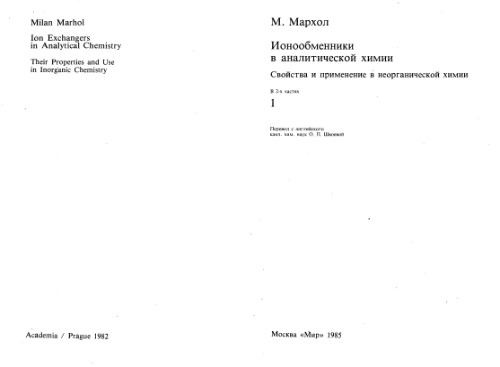 Milan Marhol
Ion Exchangers
in Analytical Chemistry
Their Properties and Use
in Inorganic Chemistry
Academia / Prague 1982
М. Мархол
Ионообменники
в аналитической химии
Свойства и применение в неорганической химии
В 2-х частях
I
Перевод с английского
канд. хим. наук О. П. Шковой
Москва «Мир» 1985